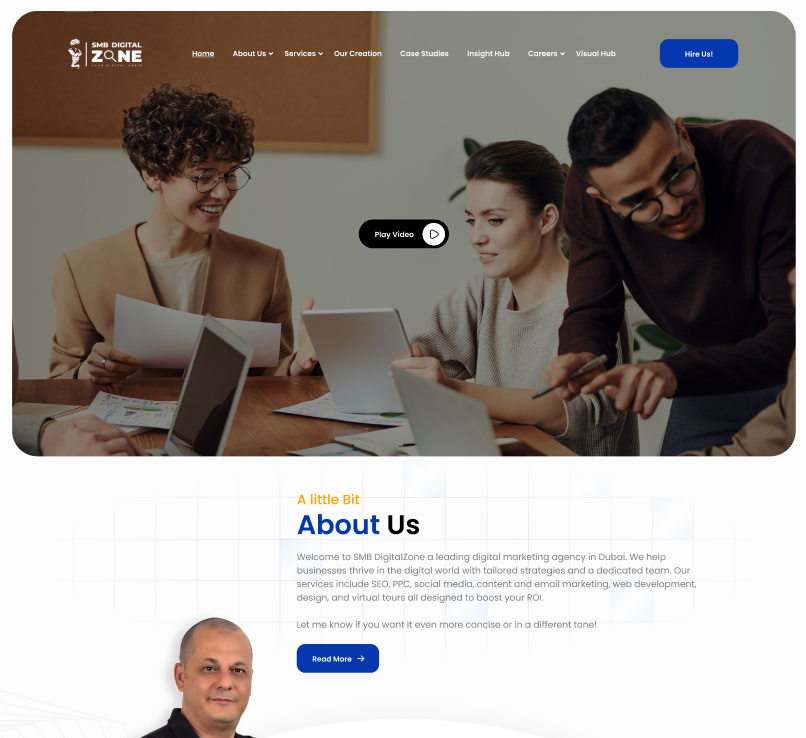 SMB DIGITAL
ZONE
Home About Us Services Our Creation Case Studies Insight Hub Careers Visual Hub Hire Us!
Play Video
A little Bit
About Us
Welcome to SMB DigitalZone a leading digital marketing agency in Dubai. We help
businesses thrive in the digital world with tailored strategies and a dedicated team. Our
services include SEO, PPC, social media, content and email marketing, web development,
design, and virtual tours all designed to boost your ROI.
Let me know if you want it even more concise or in a different tone!
Read More